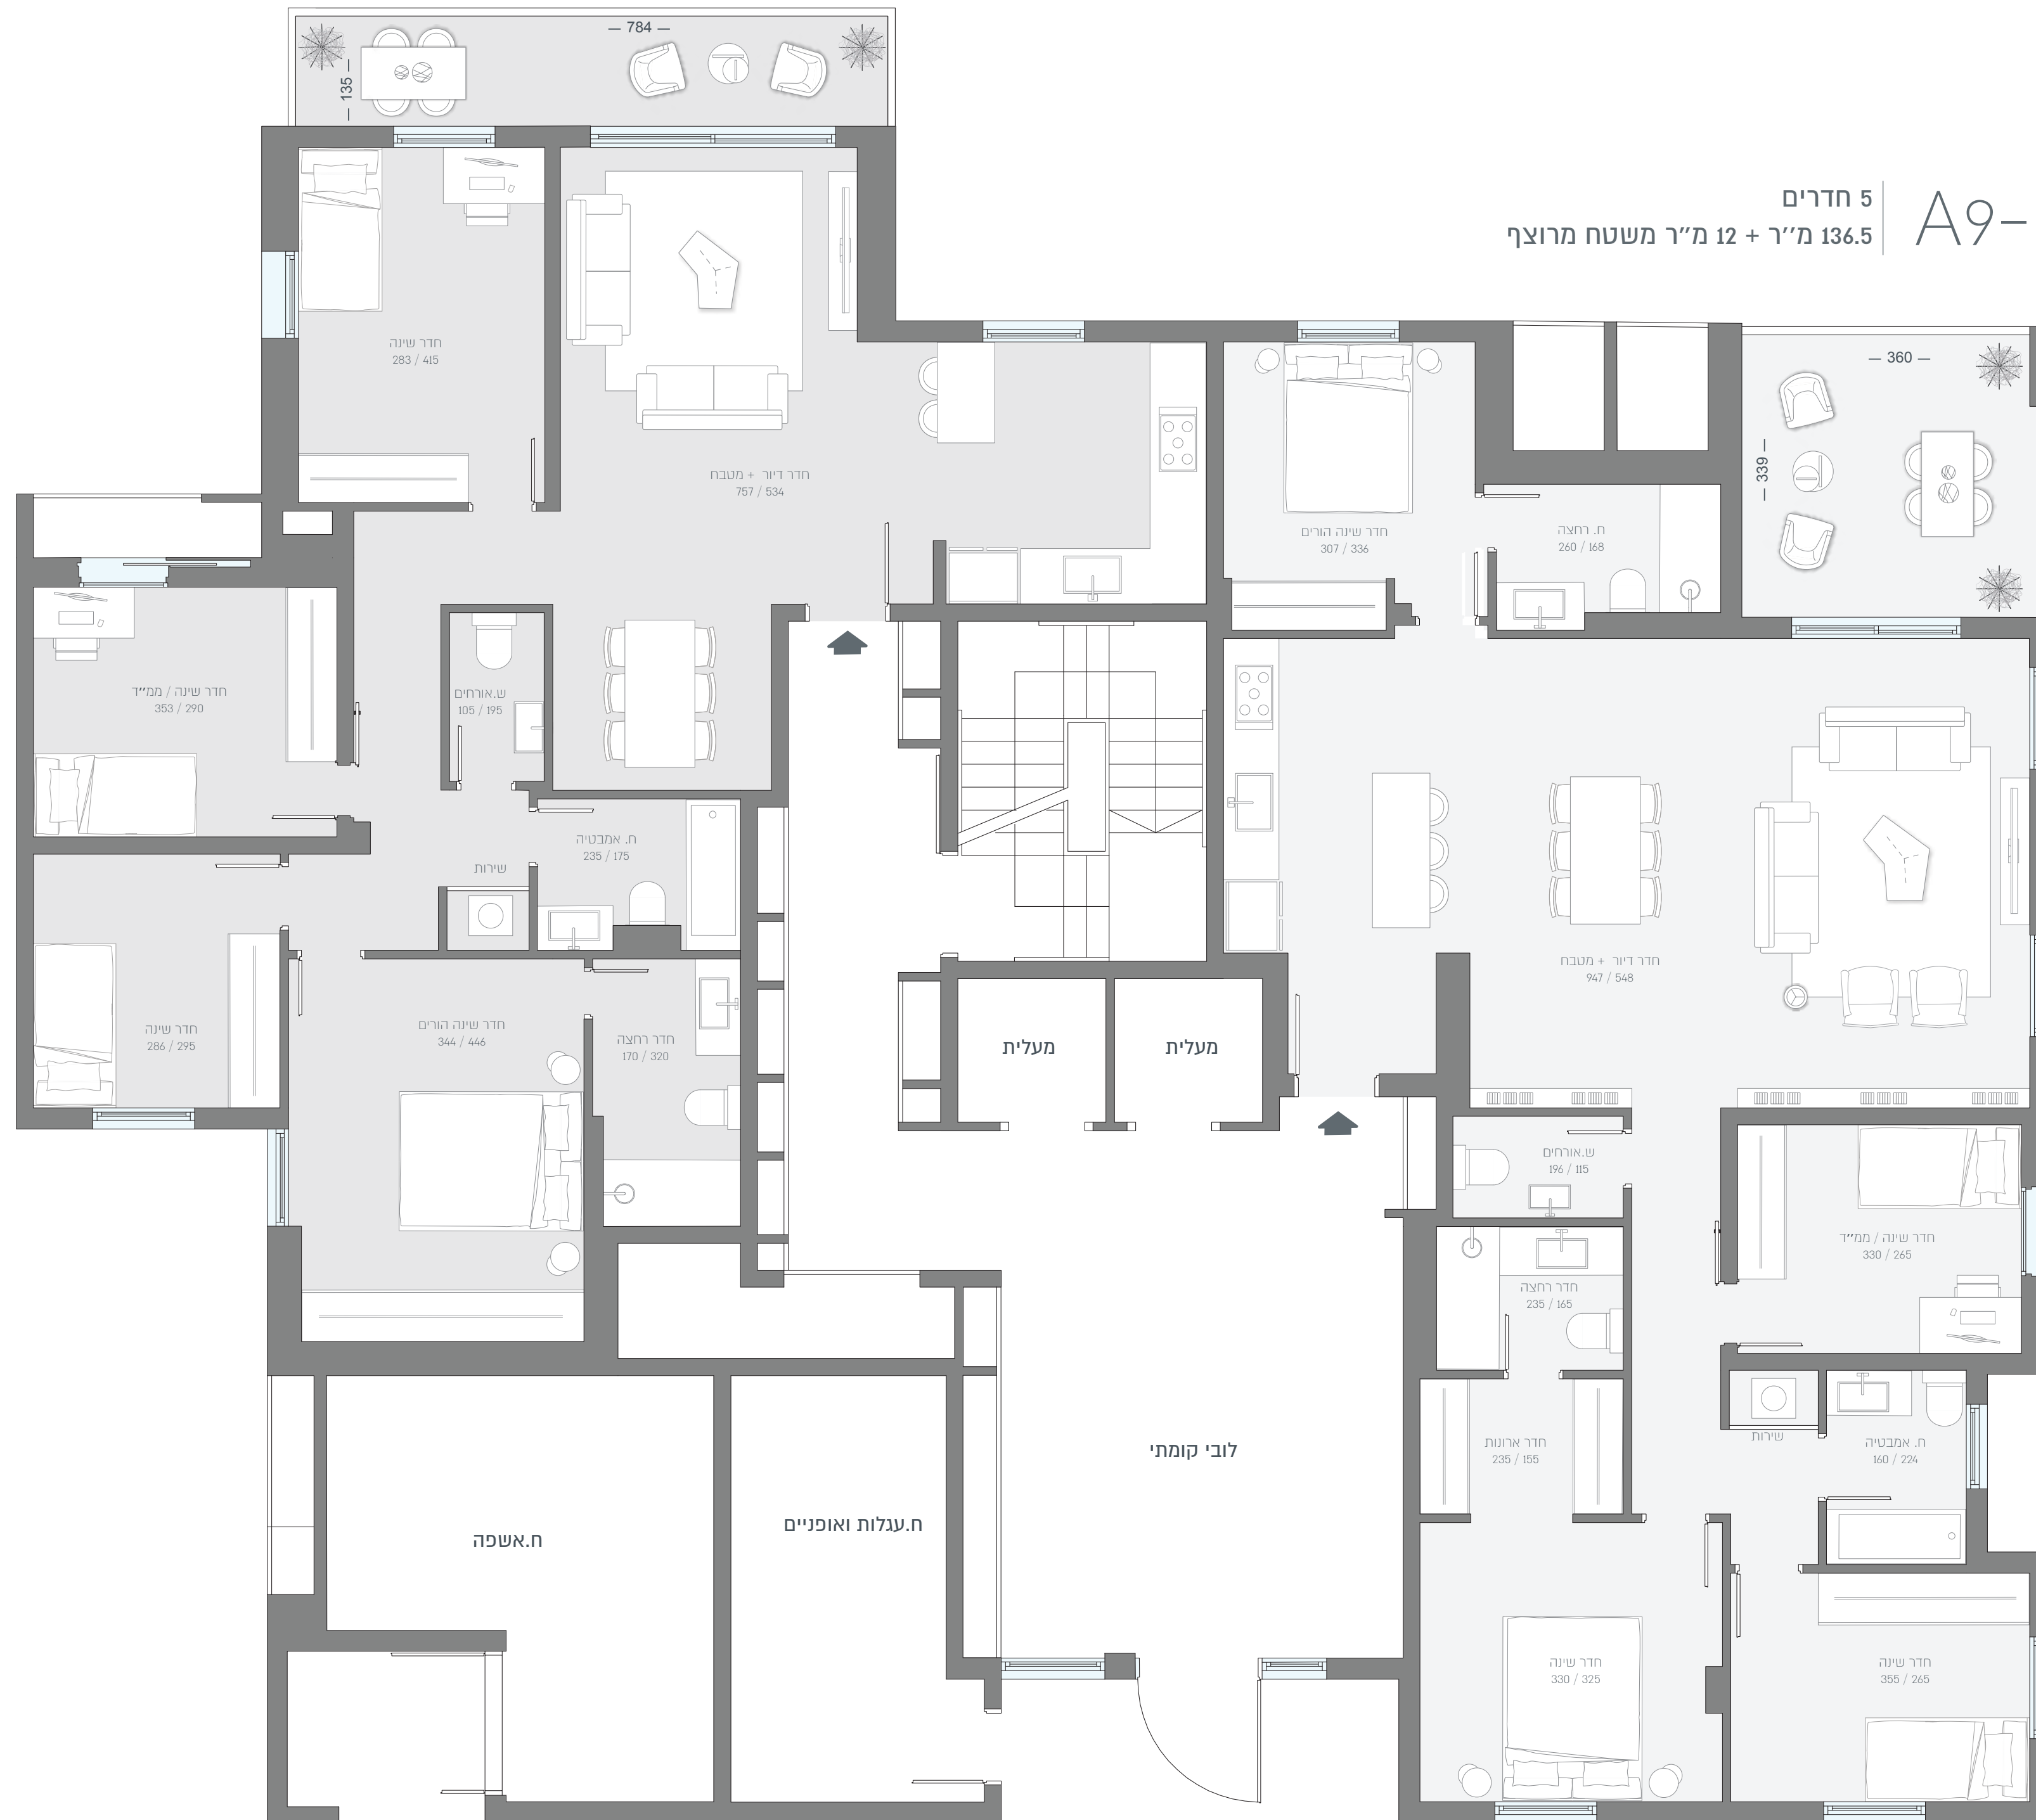 — 784 —
— 135 —
5 חדרים
136.5 מ''ר + 12 מ"ר משטח מרוצף
A9-
חדר שינה
283 / 415
חדר דיור + מטבח
757 / 534
חדר שינה הורים
307 / 336
ח. רחצה
260 / 168
— 360 —
— 339 —
חדר שינה / ממ״ד
353 / 290
ש.אורחים
105 / 195
ח. אמבטיה
235 / 175
שירות
חדר שינה
286 / 295
חדר שינה הורים
344 / 446
חדר רחצה
170 / 320
מעלית
מעלית
חדר דיור + מטבח
947 / 548
ש.אורחים
196 / 115
חדר שינה / ממ״ד
330 / 265
חדר רחצה
235 / 165
חדר ארונות
235 / 155
שירות
ח. אמבטיה
160 / 224
לובי קומתי
ח.עגלות ואופניים
ח.אשפה
חדר שינה
330 / 325
חדר שינה
355 / 265